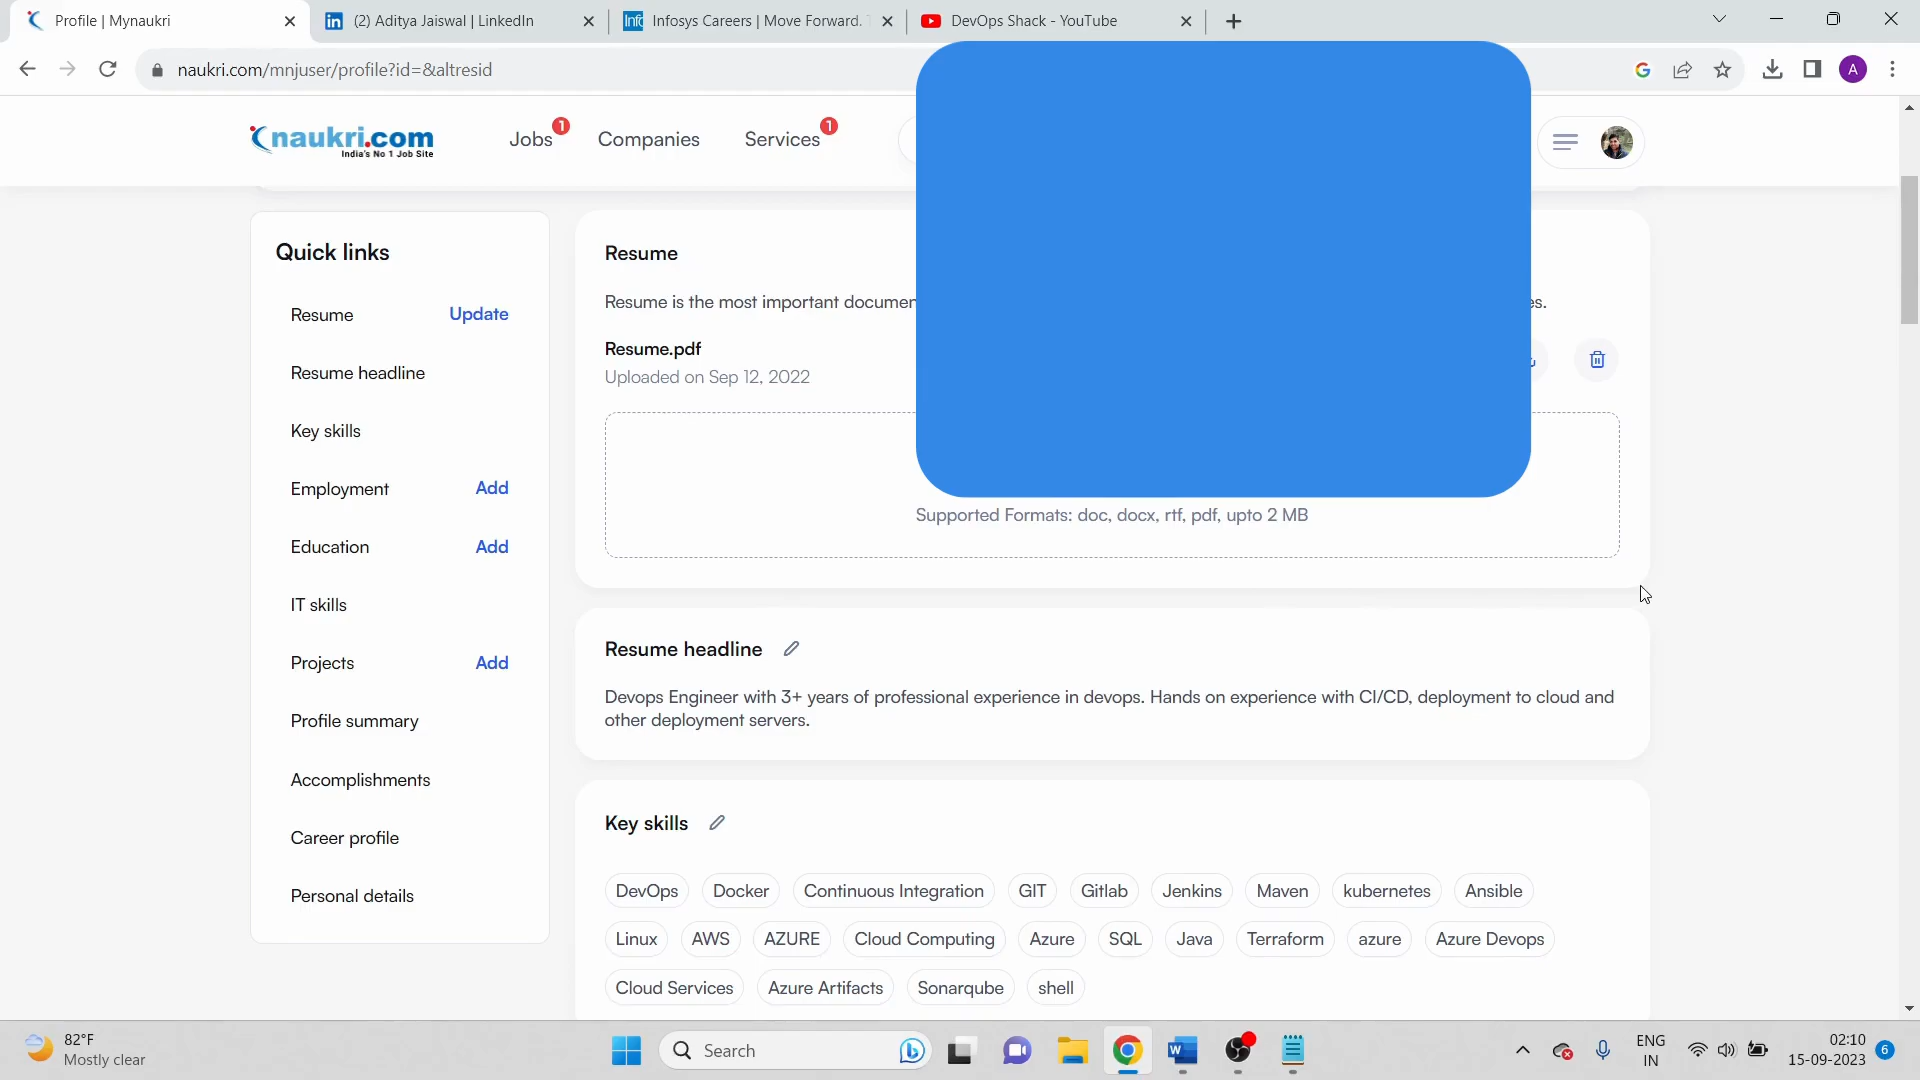 Profile | Mynaukri
(2) Aditya Jaiswal | LinkedIn
Infosys Careers | Move Forward.
DevOps Shack - YouTube
naukri.com/mnjuser/profile?id=&altresid
A
naukri.com
India's No 1 Job Site
Jobs 1
Companies
Services 1
Quick links
Resume Update
Resume headline
Key skills
Employment Add
Education Add
IT skills
Projects Add
Profile summary
Accomplishments
Career profile
Personal details
Resume
Resume is the most important documen
Resume.pdf
Uploaded on Sep 12, 2022
Supported Formats: doc, docx, rtf, pdf, upto 2 MB
Resume headline
Devops Engineer with 3+ years of professional experience in devops. Hands on experience with CI/CD, deployment to cloud and
other deployment servers.
Key skills
DevOps Docker Continuous Integration GIT Gitlab Jenkins Maven kubernetes Ansible
Linux AWS AZURE Cloud Computing Azure SQL Java Terraform azure Azure Devops
Cloud Services Azure Artifacts Sonarqube shell
82°F
Mostly clear
Search
ENG
IN
02:10
15-09-2023
6